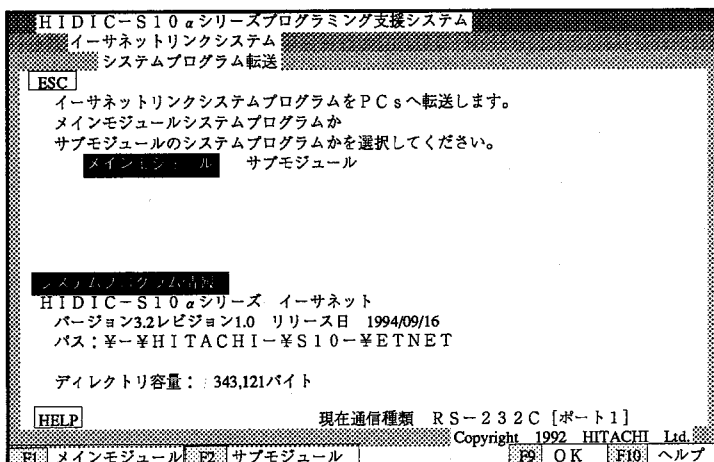 HIDIC-S10αシリーズプログラミング支援システム
イーサネットリンクシステム
システムプログラム転送
ESC
イーサネットリンクシステムプログラムをPCsへ転送します。
メインモジュールシステムプログラムか
サブモジュールのシステムプログラムかを選択してください。
メインモジュール サブモジュール
システムプログラム情報
HIDIC-S10αシリーズ イーサネット
バージョン3.2レビジョン1.0 リリース日 1994/09/16
パス:¥-¥HITACHI-¥S10-¥ETNET
ディレクトリ容量: 343,121バイト
HELP 現在通信種類 RS-232C [ポート1]
Copyright 1992 HITACHI Ltd.
F1 メインモジュール F2 サブモジュール F9 OK F10 ヘルプ